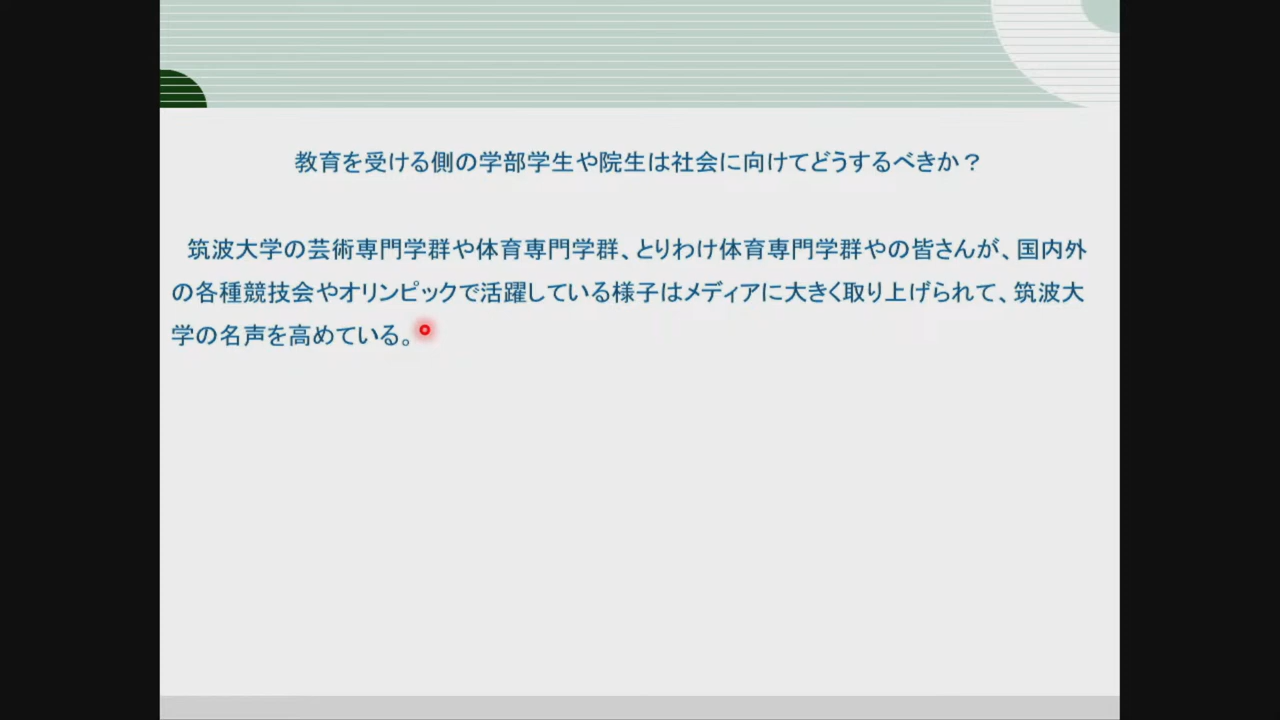 教育を受ける側の学部学生や院生は社会に向けてどうするべきか？
筑波大学の芸術専門学群や体育専門学群、とりわけ体育専門学群やの皆さんが、国内外
の各種競技会やオリンピックで活躍している様子はメディアに大きく取り上げられて、筑波大
学の名声を高めている。